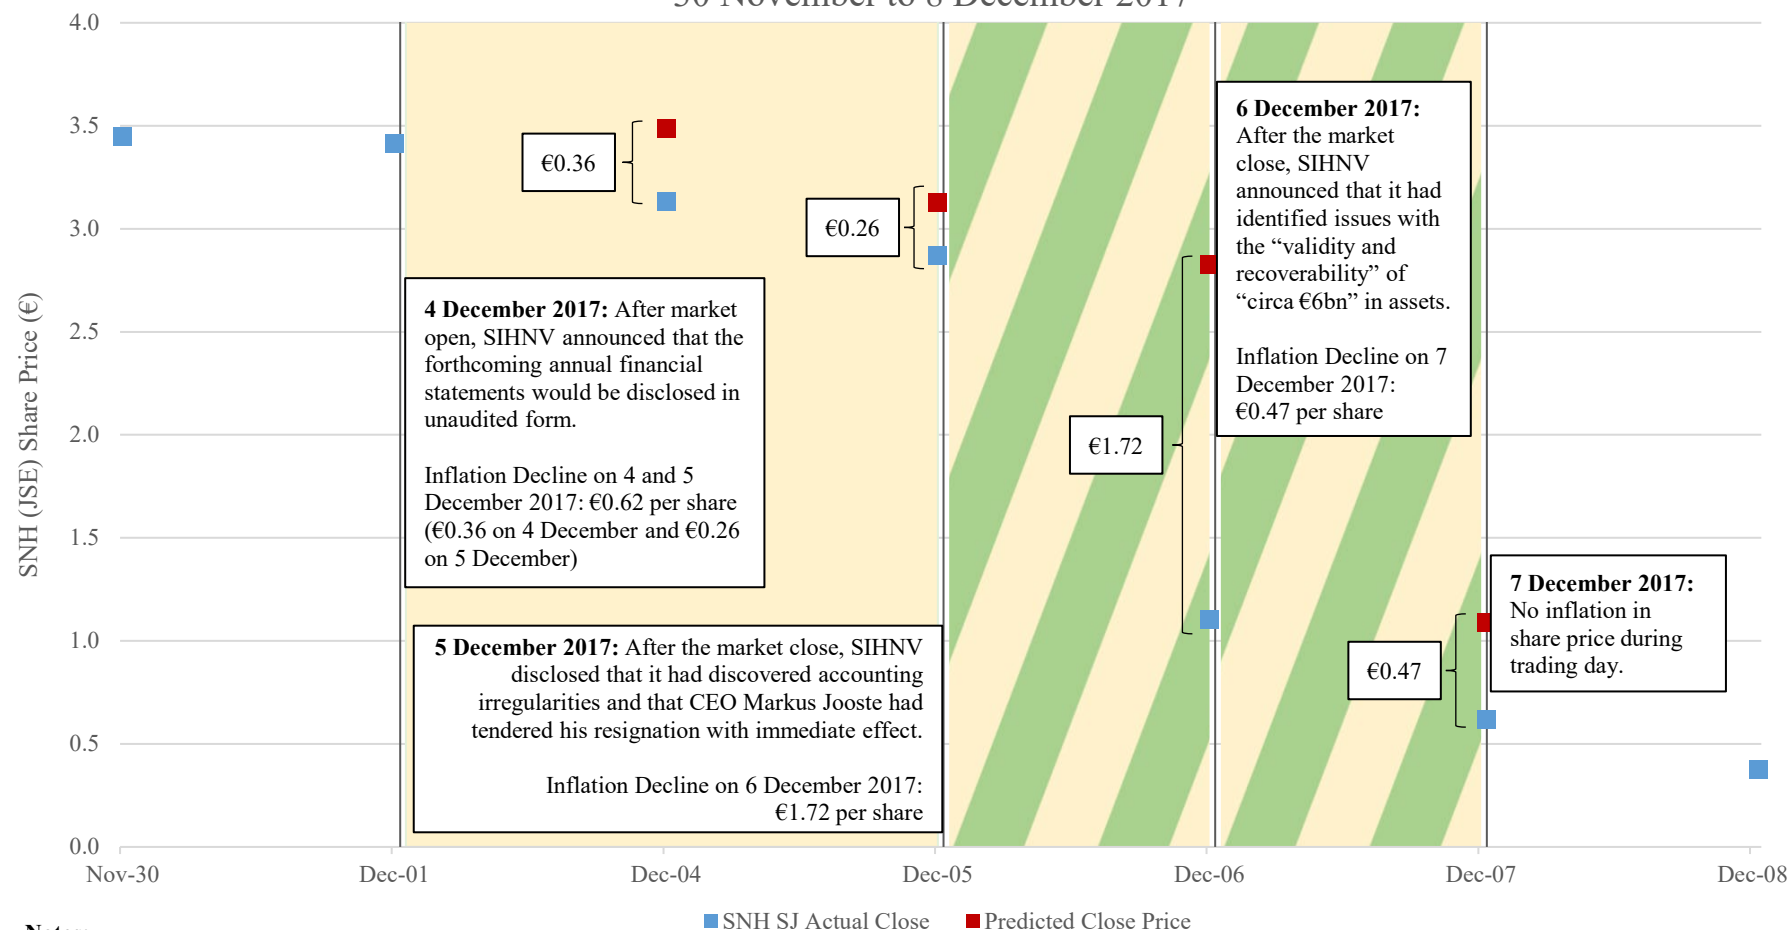 30 November to 8 December 2017
4.0
3.5
3.0
2.5
2.0
1.5
1.0
0.5
0.0
SNH (JSE) Share Price (€)
€0.36
€0.26
€1.72
€0.47
4 December 2017: After market
open, SIHNV announced that the
forthcoming annual financial
statements would be disclosed in
unaudited form.
Inflation Decline on 4 and 5
December 2017: €0.62 per share
(€0.36 on 4 December and €0.26
on 5 December)
5 December 2017: After the market close, SIHNV
disclosed that it had discovered accounting
irregularities and that CEO Markus Jooste had
tendered his resignation with immediate effect.
Inflation Decline on 6 December 2017:
€1.72 per share
6 December 2017:
After the market
close, SIHNV
announced that it had
identified issues with
the “validity and
recoverability” of
“circa €6bn” in assets.
Inflation Decline on 7
December 2017:
€0.47 per share
7 December 2017:
No inflation in
share price during
trading day.
Nov-30
Dec-01
Dec-04
Dec-05
Dec-06
Dec-07
Dec-08
SNH SJ Actual Close
Predicted Close Price